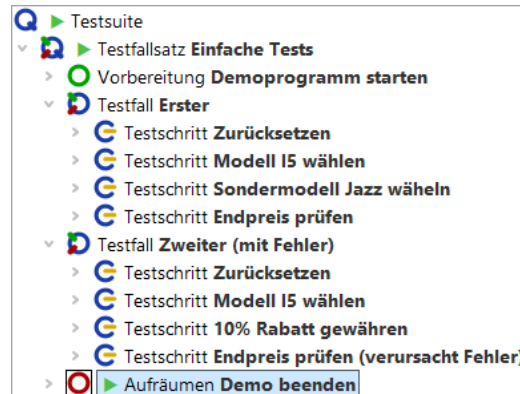 Testsuite
Testfallsatz Einfache Tests
Vorbereitung Demoprogramm starten
Testfall Erster
Testschritt Zurücksetzen
Testschritt Modell I5 wählen
Testschritt Sondermodell Jazz wäheln
Testschritt Endpreis prüfen
Testfall Zweiter (mit Fehler)
Testschritt Zurücksetzen
Testschritt Modell I5 wählen
Testschritt 10% Rabatt gewähren
Testschritt Endpreis prüfen (verursacht Fehler)
Aufräumen Demo beenden